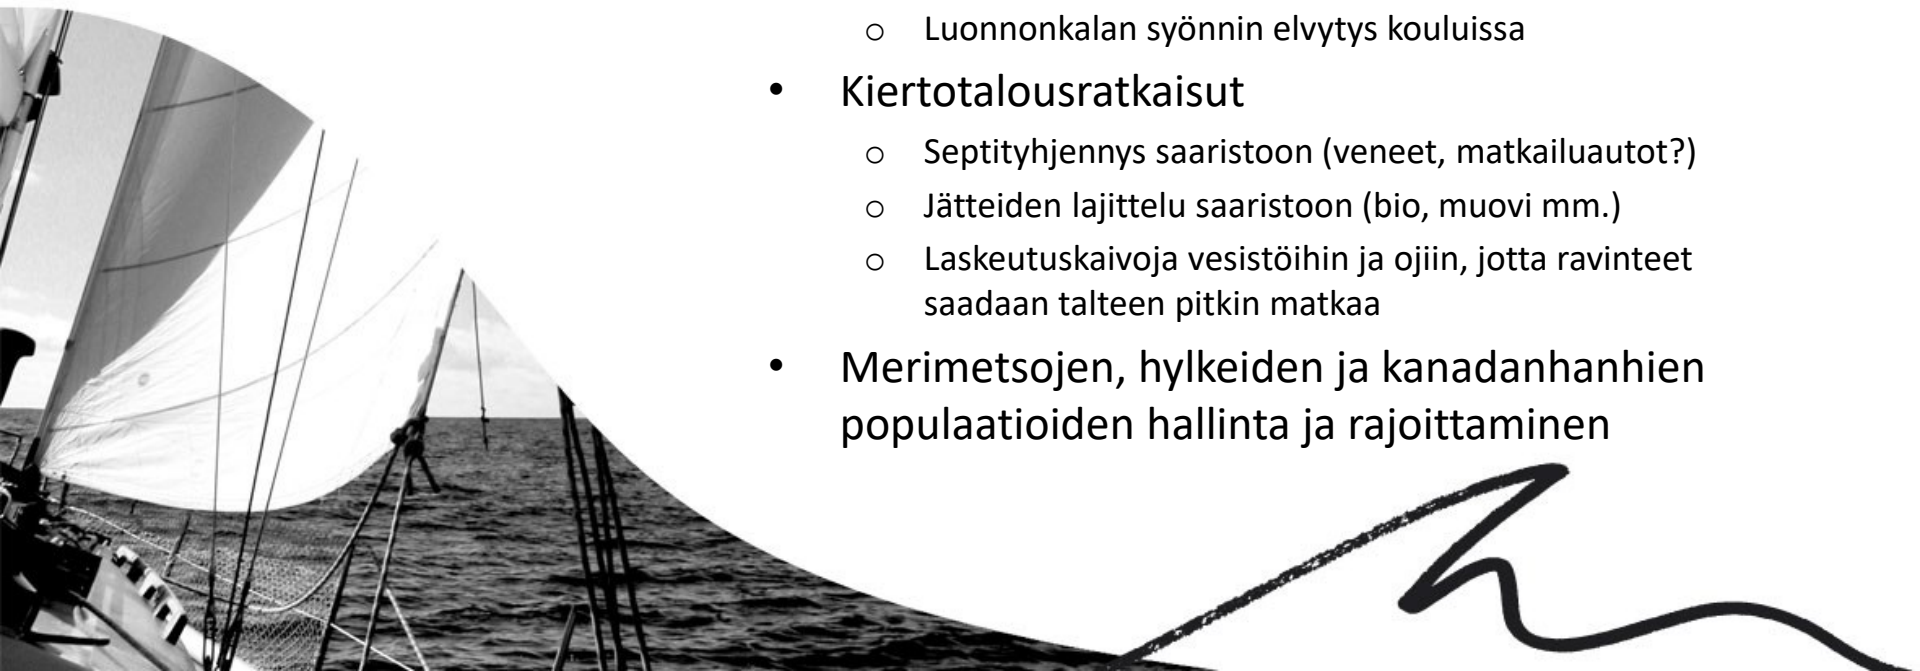 o Luonnonkalan syönnin elvytys kouluissa
• Kiertotalousratkaisut
o Septityhjennys saaristoon (veneet, matkailuautot?)
o Jätteiden lajittelu saaristoon (bio, muovi mm.)
o Laskeutuskaivoja vesistöihin ja ojiin, jotta ravinteet
saadaan talteen pitkin matkaa
• Merimetsojen, hylkeiden ja kanadanhanhien
populaatioiden hallinta ja rajoittaminen